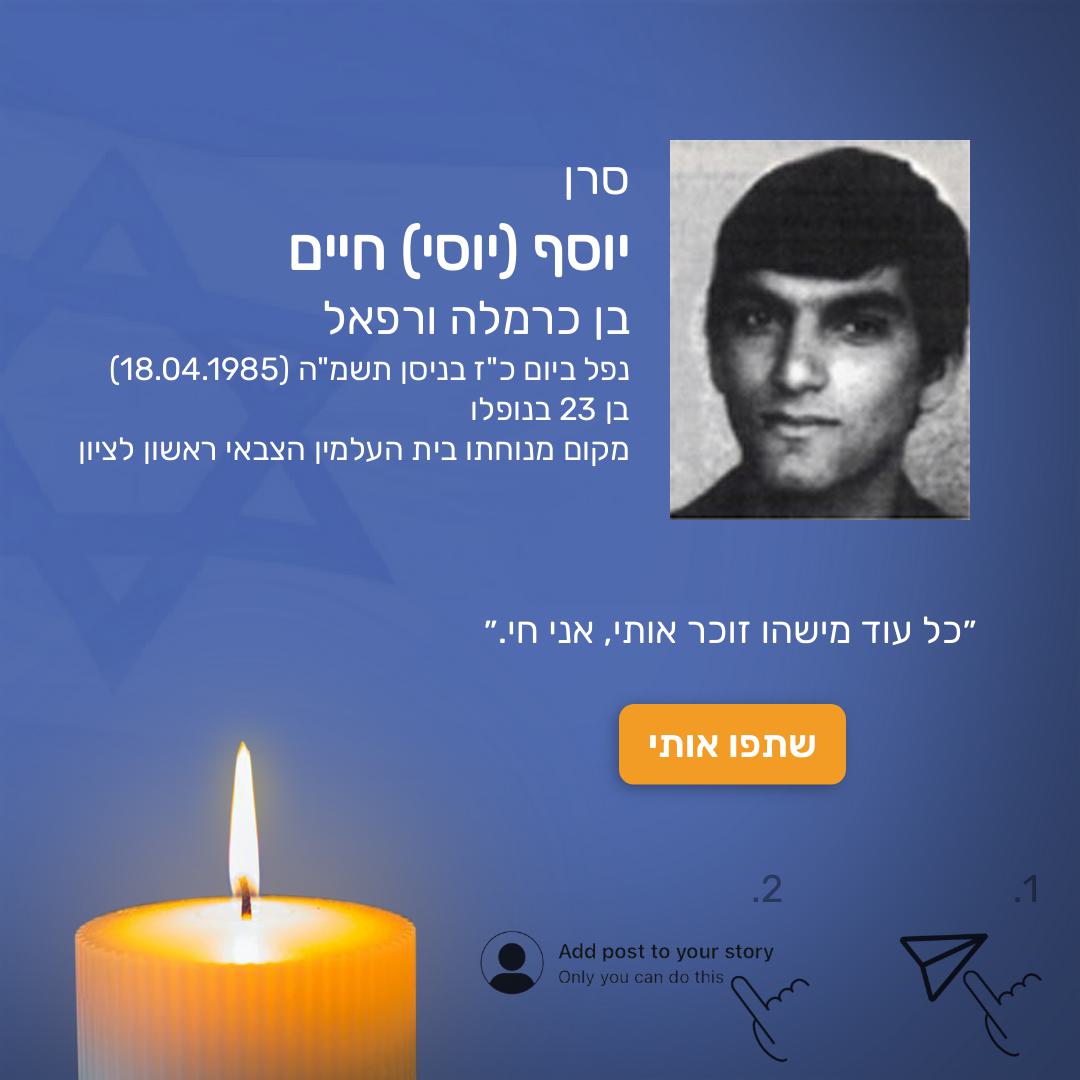 סרן
יוסף (יוסי) חיים
בן כרמלה ורפאל
נפל ביום כ"ז בניסן תשמ"ה (18.04.1985)
בן 23 בנופלו
מקום מנוחתו בית העלמין הצבאי ראשון לציון
״כל עוד מישהו זוכר אותי, אני חי.״
שתפו אותי
1.
2.
Add post to your story
Only you can do this